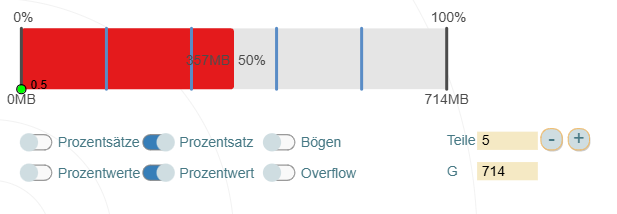 0% 100%
357MB 50%
0.5
0MB 714MB
Prozentsätze Prozentsatz Bögen Teile 5 - +
Prozentwerte Prozentwert Overflow G 714